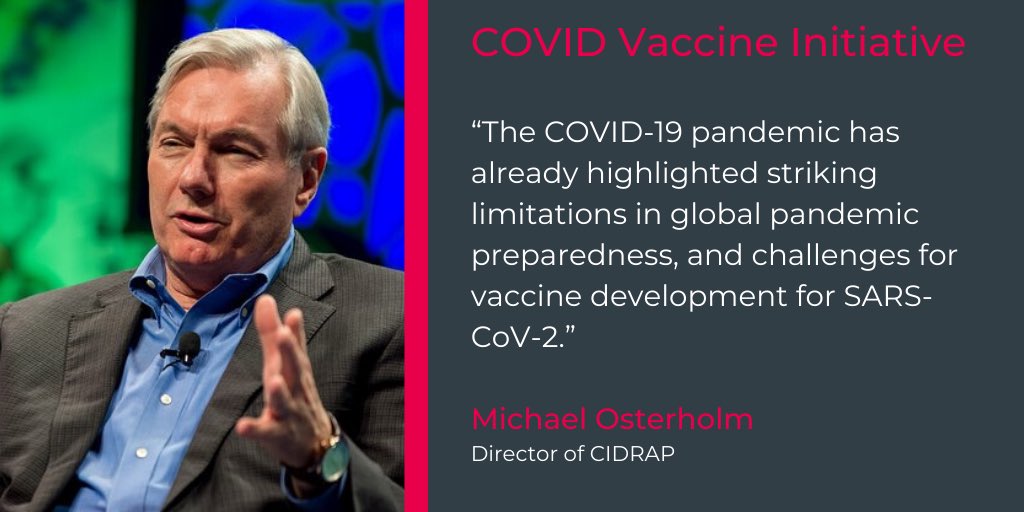 COVID Vaccine Initiative
“The COVID-19 pandemic has
already highlighted striking
limitations in global pandemic
preparedness, and challenges for
vaccine development for SARS-
CoV-2.”
Michael Osterholm
Director of CIDRAP